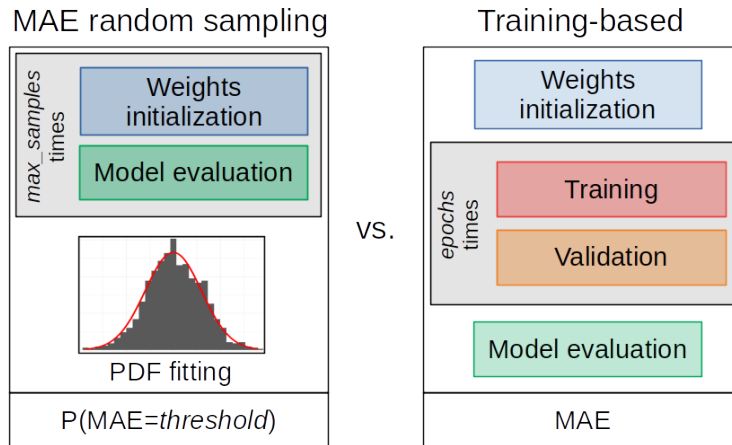 MAE random sampling
max_samples
times
Weights
initialization
Model evaluation
PDF fitting
P(MAE=threshold)
vs.
Training-based
Weights
initialization
epochs
times
Training
Validation
Model evaluation
MAE